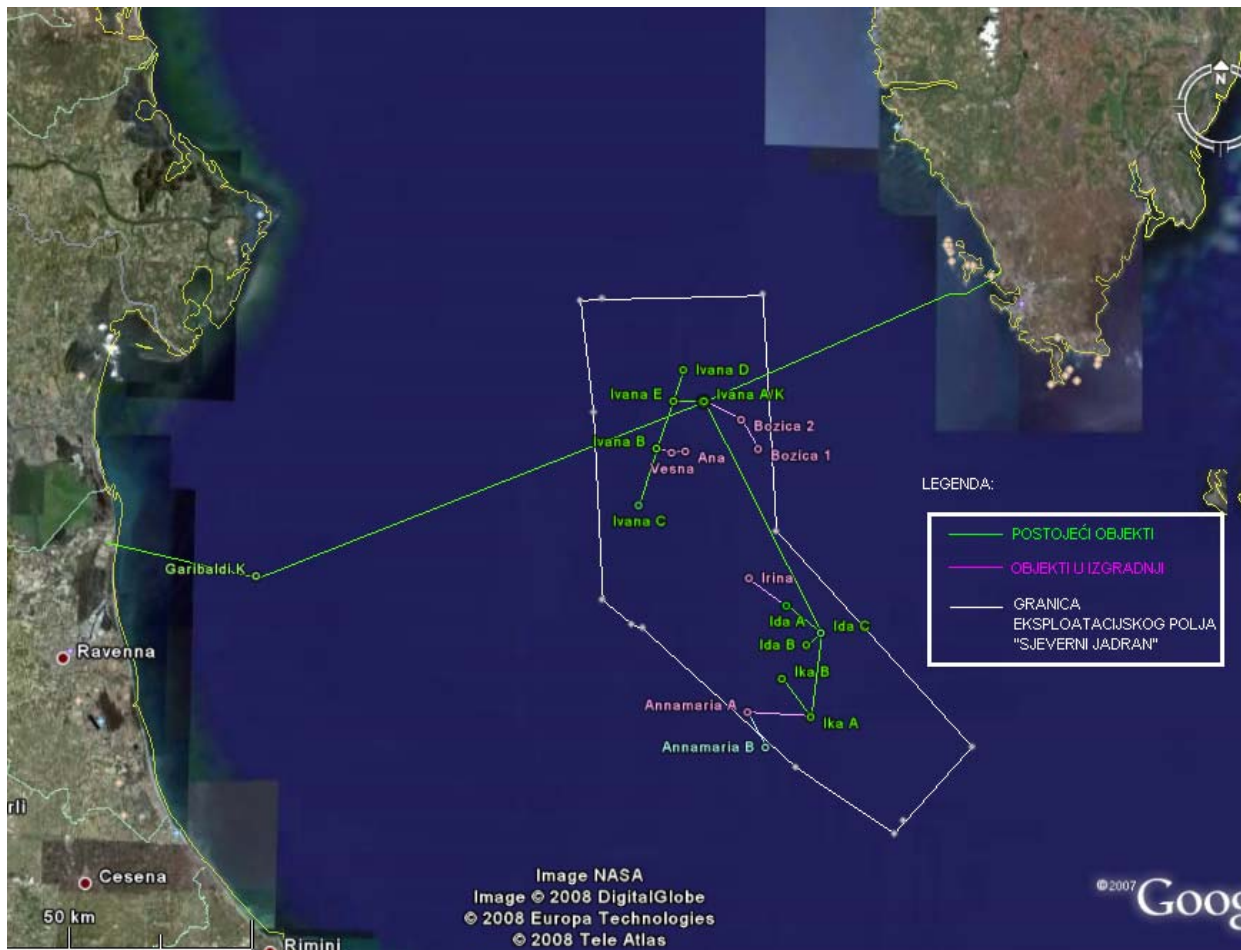 N
Ivana D
Ivana E
Ivana A/K
Bozica 2
Ivana B
Ana
Bozica 1
Vesna
Ivana C
LEGENDA:
POSTOJEĆI OBJEKTI
OBJEKTI U IZGRADNJI
GRANICA
EKSPLOATACIJSKOG POLJA
"SJEVERNI JADRAN"
Garibaldi K
Irina
Ida A
Ida C
Ida B
Ravenna
Ika B
Annamaria A
Ika A
Annamaria B
rli
Cesena
50 km
Rimini
Image NASA
Image © 2008 DigitalGlobe
© 2008 Europa Technologies
© 2008 Tele Atlas
©2007 Goog